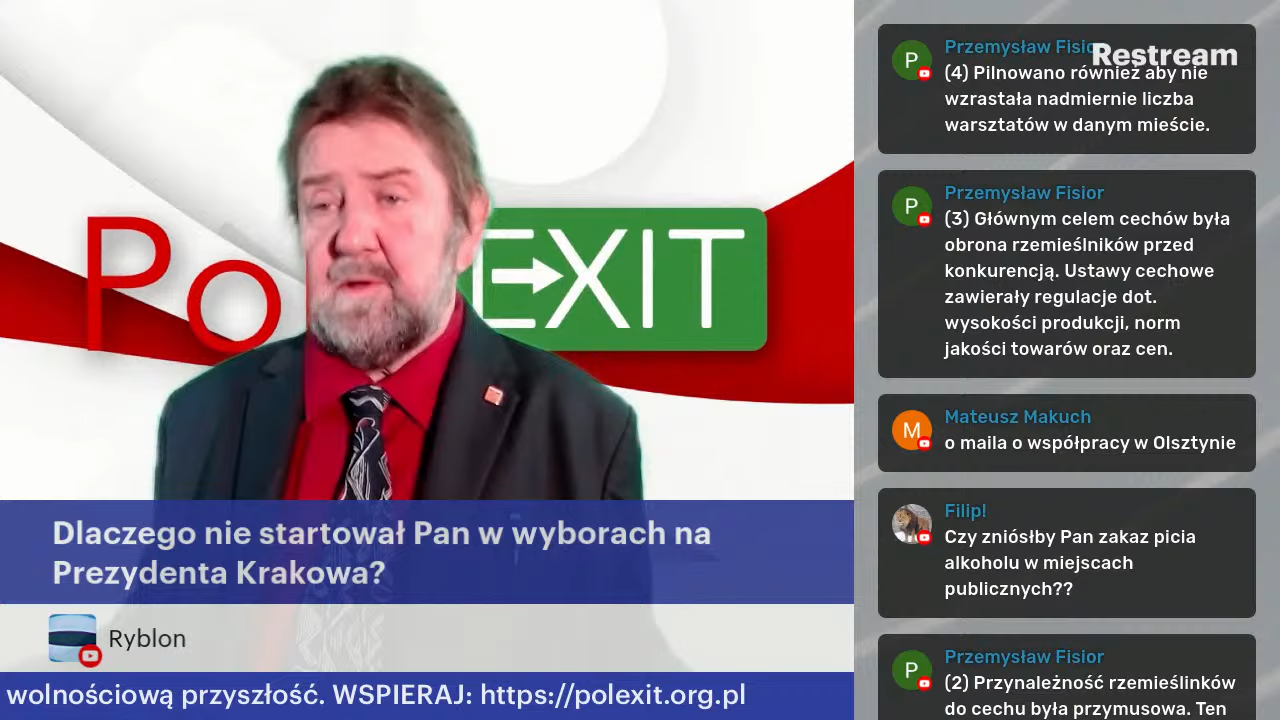 Po EXIT
Dlaczego nie startował Pan w wyborach na
Prezydenta Krakowa?
Ryblon
wolnościową przyszłość. WSPIERAJ: https://polexit.org.pl
Restream
P
Przemysław Fisior
(4) Pilnowano również aby nie
wzrastała nadmiernie liczba
warsztatów w danym mieście.
P
Przemysław Fisior
(3) Głównym celem cechów była
obrona rzemieślników przed
konkurencją. Ustawy cechowe
zawierały regulacje dot.
wysokości produkcji, norm
jakości towarów oraz cen.
M
Mateusz Makuch
o maila o współpracy w Olsztynie
Filip!
Czy zniósłby Pan zakaz picia
alkoholu w miejscach
publicznych??
P
Przemysław Fisior
(2) Przynależność rzemieślinków
do cechu była przymusowa. Ten